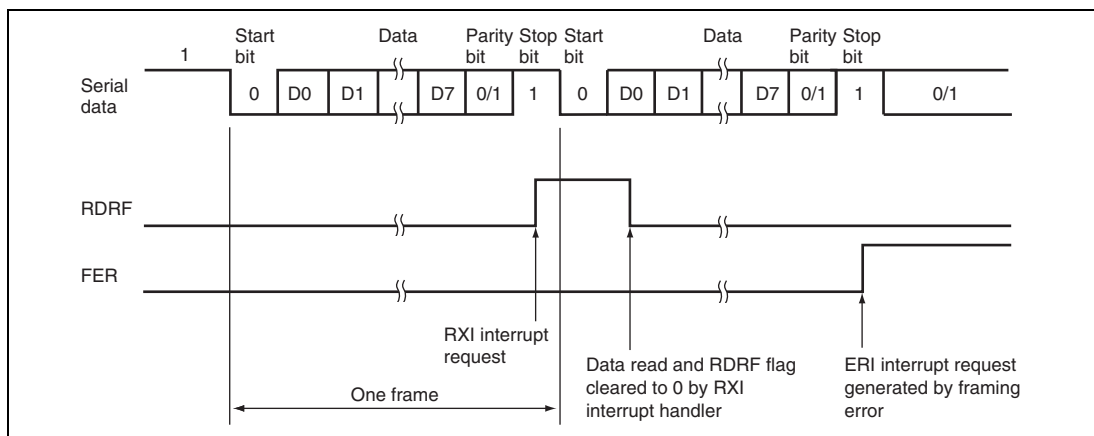 Start bit
Data
Parity bit
Stop bit
Start bit
Data
Parity bit
Stop bit
1
Serial data
0
D0
D1
D7
0/1
1
0
D0
D1
D7
0/1
1
0/1
RDRF
FER
RXI interrupt
request
Data read and RDRF flag
cleared to 0 by RXI
interrupt handler
ERI interrupt request
generated by framing
error
One frame